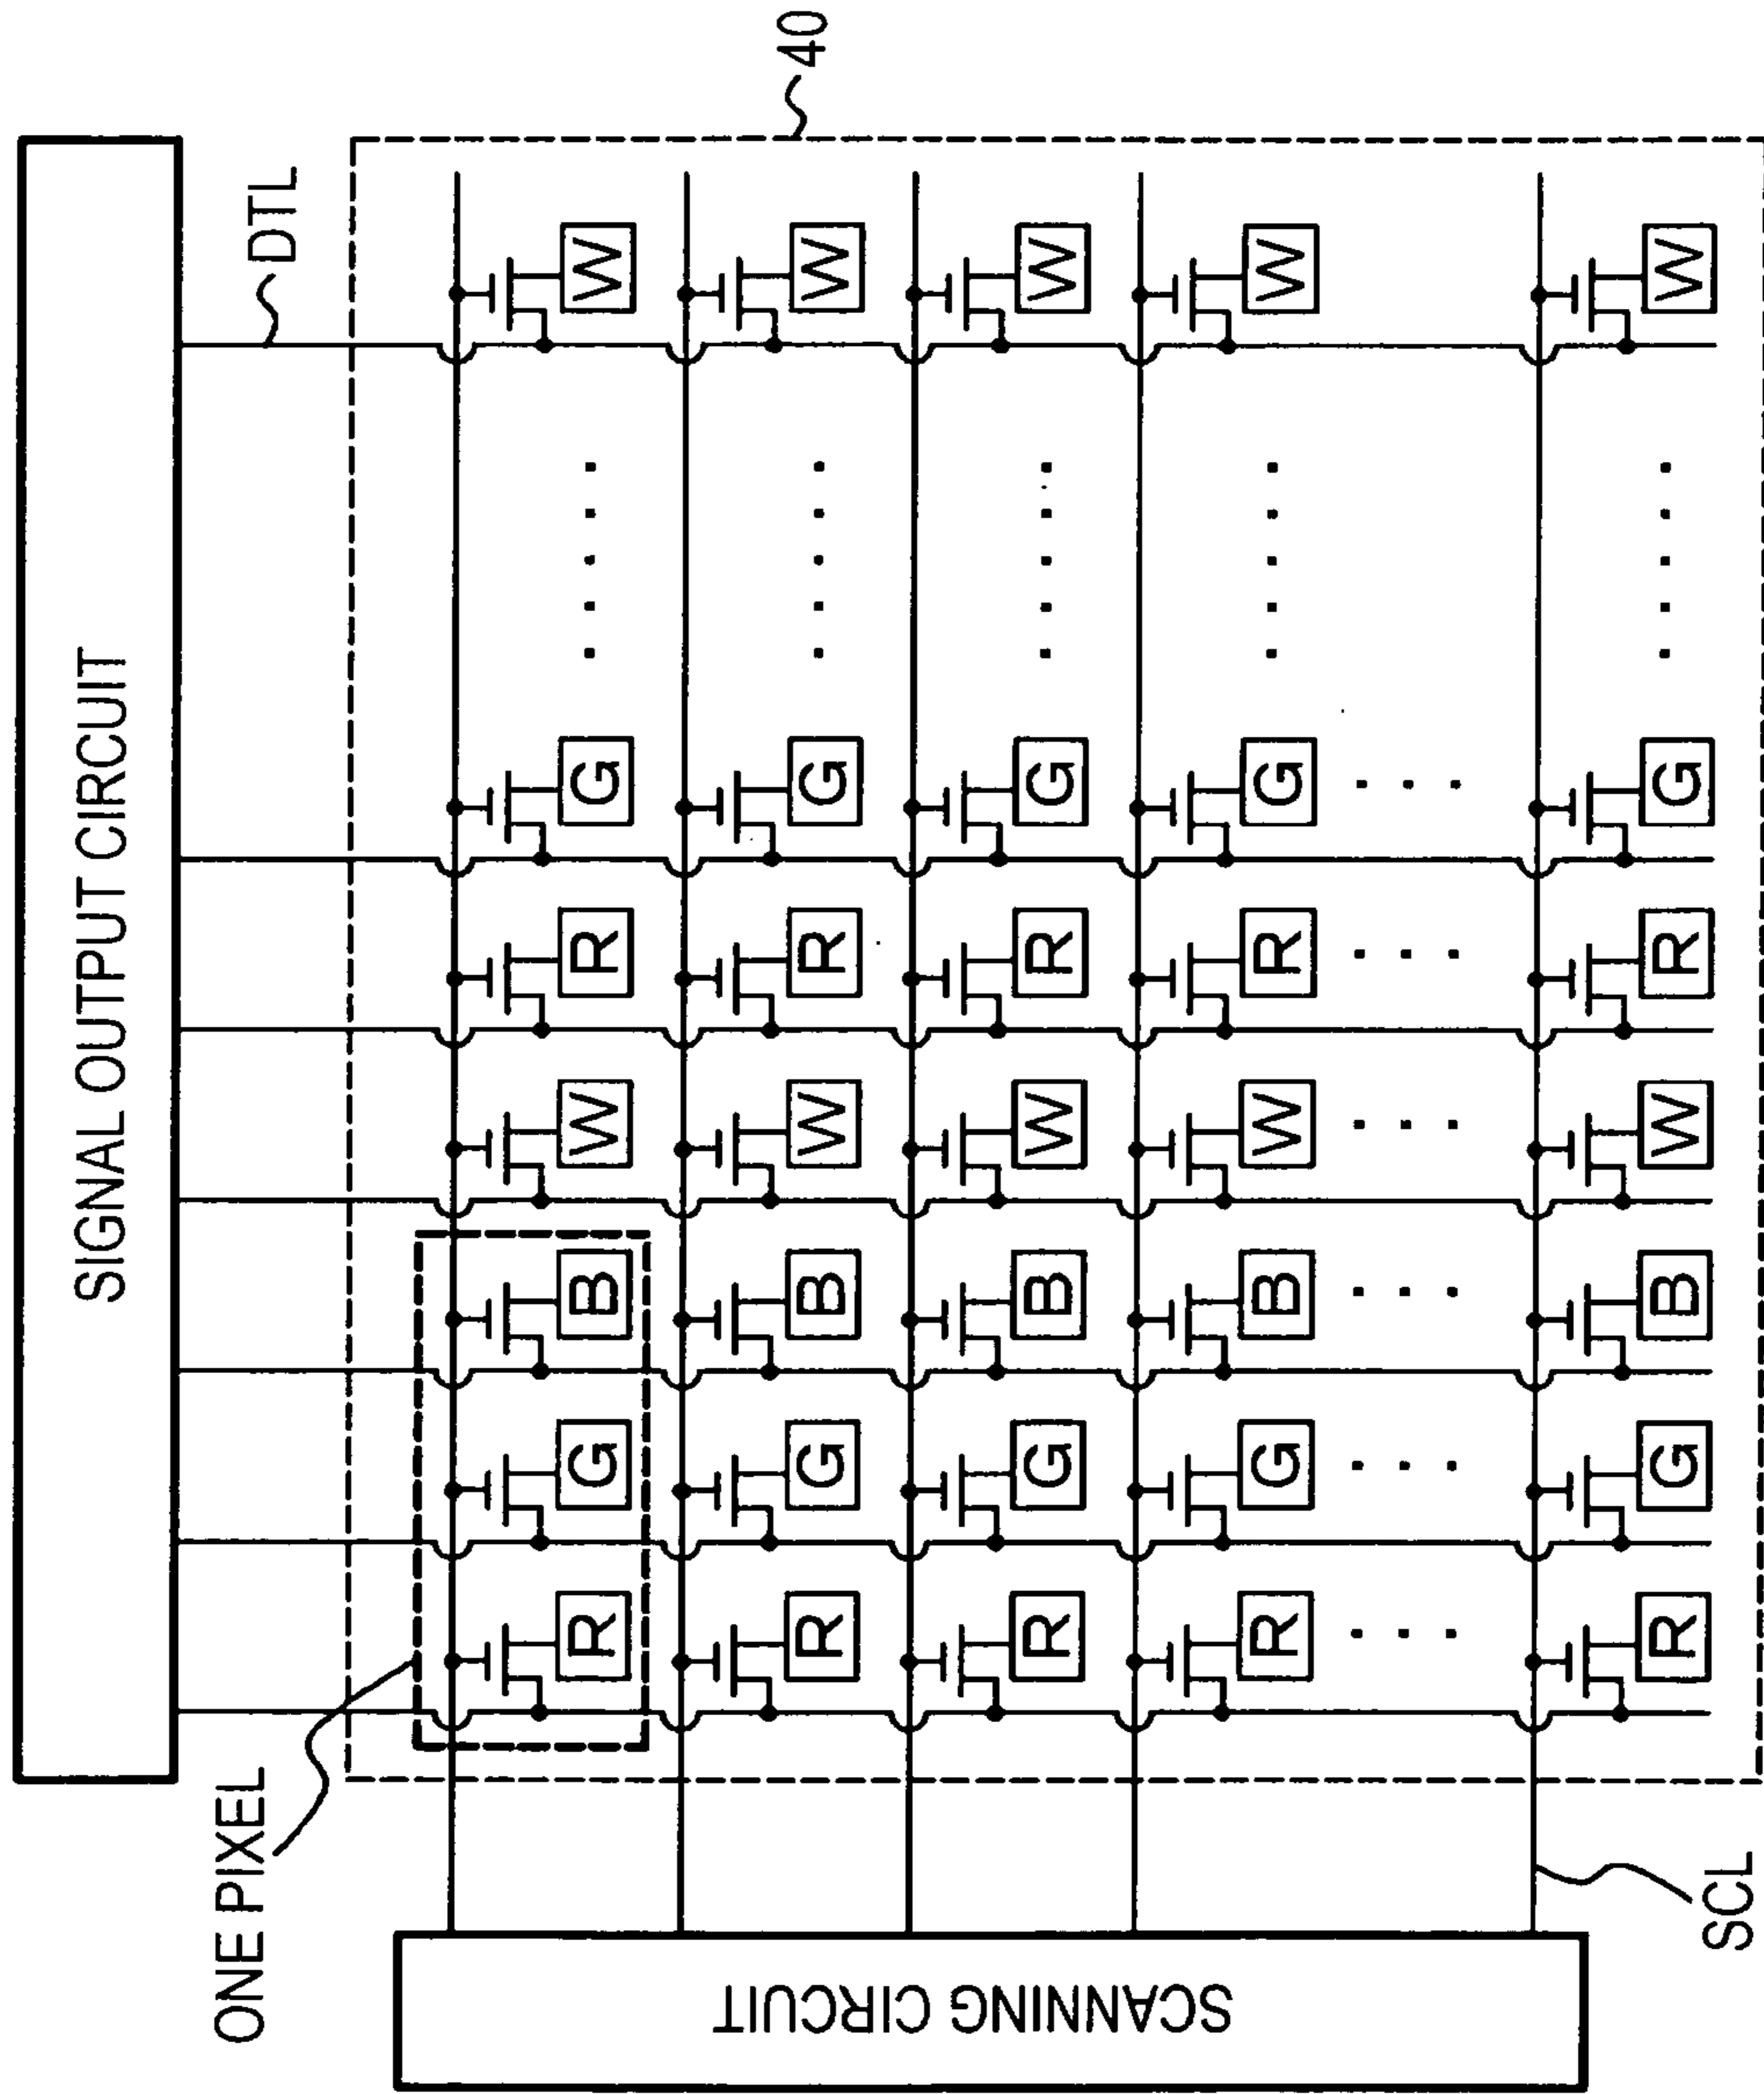 SIGNAL OUTPUT CIRCUIT
ONE PIXEL
DTL
R G B W R G W
R G B W R G W
40
R G B W R G W
SCANNING CIRCUIT
R G B W R G W
R G B W R G W
SCL